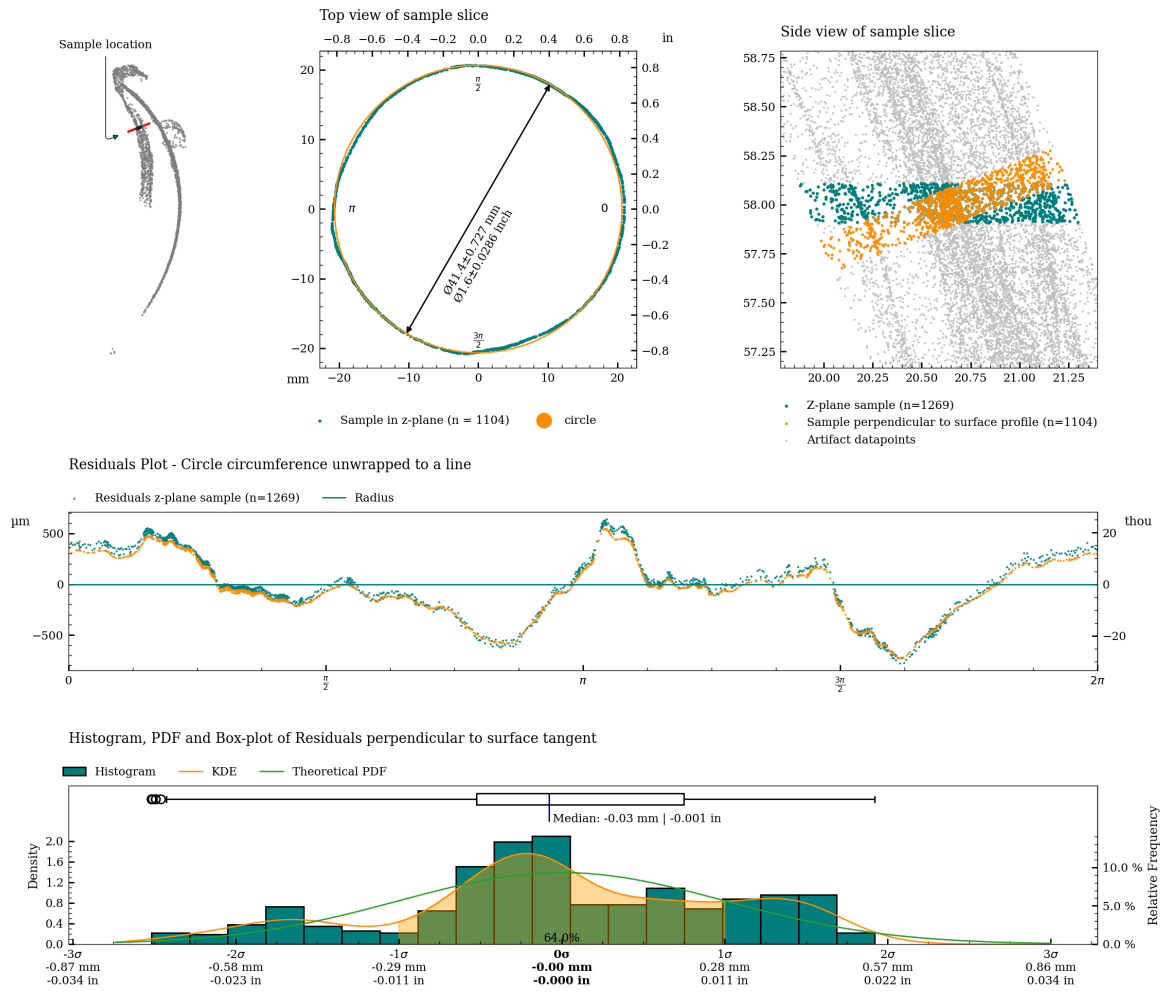 Sample location
Top view of sample slice
−0.8 −0.6 −0.4 −0.2 0.0 0.2 0.4 0.6 0.8 in
20
10
0
−10
−20
mm
−20 −10 0 10 20
0.8
0.6
0.4
0.2
0.0
−0.2
−0.4
−0.6
−0.8
π/2
π
0
3π/2
Ø41.4±0.727 mm
Ø1.6±0.0286 inch
Sample in z-plane (n = 1104)
circle
Side view of sample slice
58.75
58.50
58.25
58.00
57.75
57.50
57.25
20.00 20.25 20.50 20.75 21.00 21.25
Z-plane sample (n=1269)
Sample perpendicular to surface profile (n=1104)
Artifact datapoints
Residuals Plot - Circle circumference unwrapped to a line
Residuals z-plane sample (n=1269)
Radius
µm
500
0
−500
thou
20
0
−20
0 π/2 π 3π/2 2π
Histogram, PDF and Box-plot of Residuals perpendicular to surface tangent
Histogram
KDE
Theoretical PDF
Median: -0.03 mm | -0.001 in
Density
2.0
1.6
1.2
0.8
0.4
0.0
64.0%
Relative Frequency
10.0 %
5.0 %
0.0 %
-3σ -2σ -1σ 0σ 1σ 2σ 3σ
-0.87 mm -0.58 mm -0.29 mm -0.00 mm 0.28 mm 0.57 mm 0.86 mm
-0.034 in -0.023 in -0.011 in -0.000 in 0.011 in 0.022 in 0.034 in